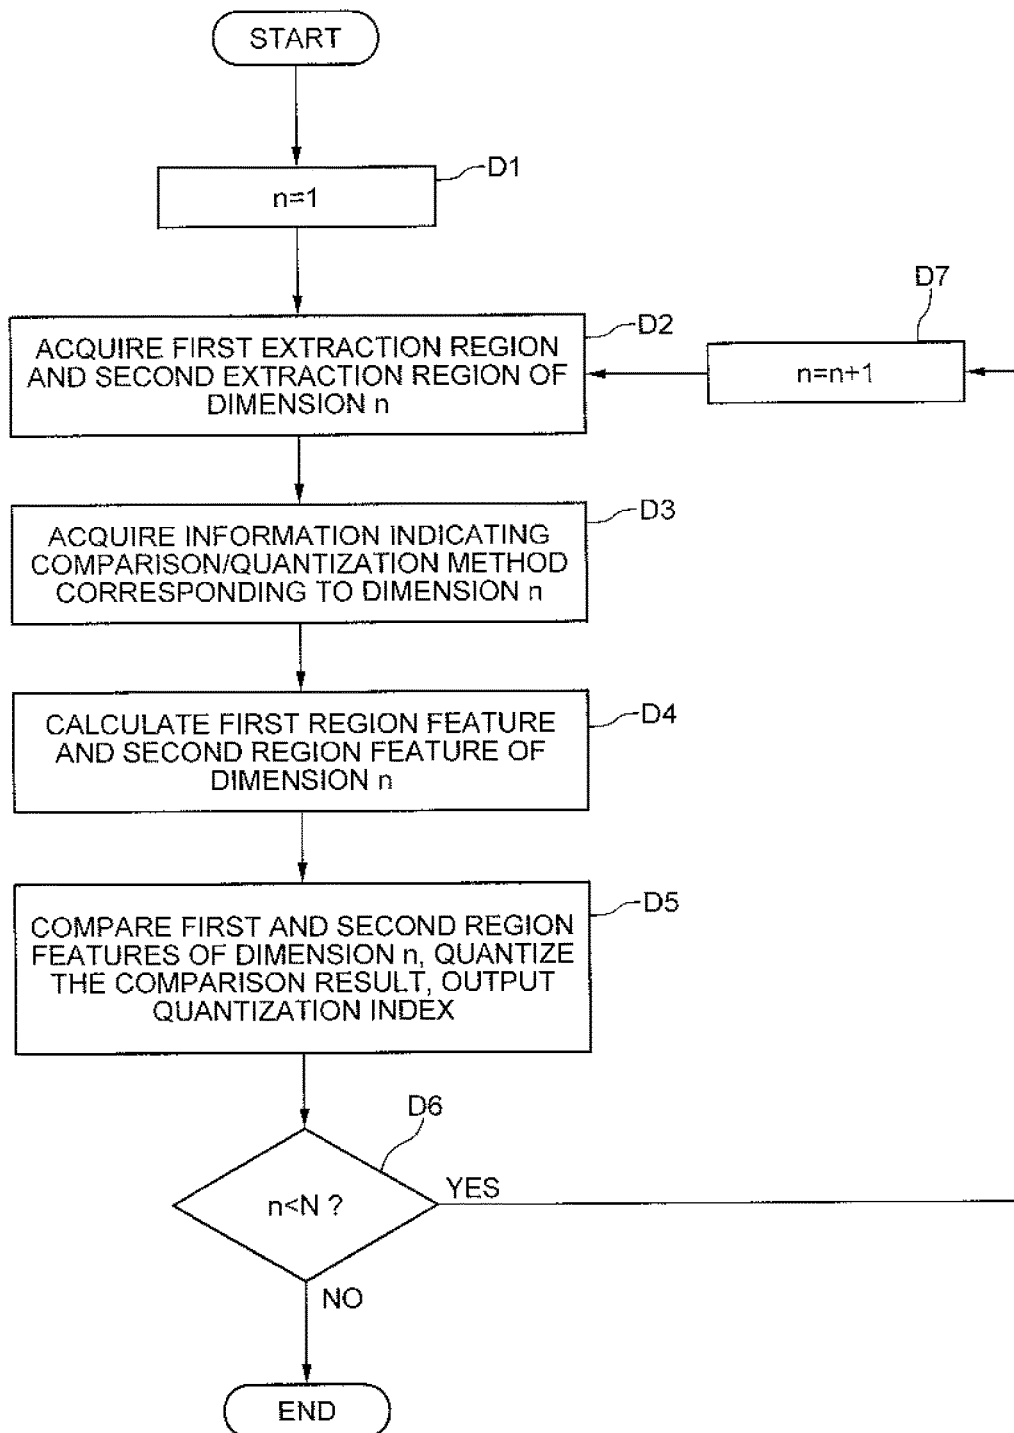 START
D1
n=1
D7
D2
ACQUIRE FIRST EXTRACTION REGION
AND SECOND EXTRACTION REGION OF
DIMENSION n
n=n+1
D3
ACQUIRE INFORMATION INDICATING
COMPARISON/QUANTIZATION METHOD
CORRESPONDING TO DIMENSION n
D4
CALCULATE FIRST REGION FEATURE
AND SECOND REGION FEATURE OF
DIMENSION n
D5
COMPARE FIRST AND SECOND REGION
FEATURES OF DIMENSION n, QUANTIZE
THE COMPARISON RESULT, OUTPUT
QUANTIZATION INDEX
D6
n<N ?
YES
NO
END